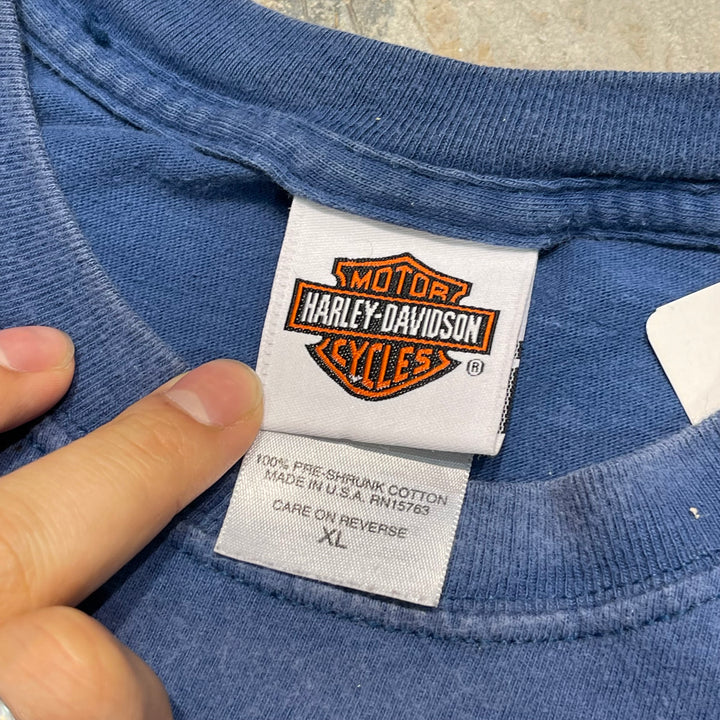 MOTOR
HARLEY-DAVIDSON
CYCLES
®
100% PRE-SHRUNK COTTON
MADE IN U.S.A. RN15763
CARE ON REVERSE
XL